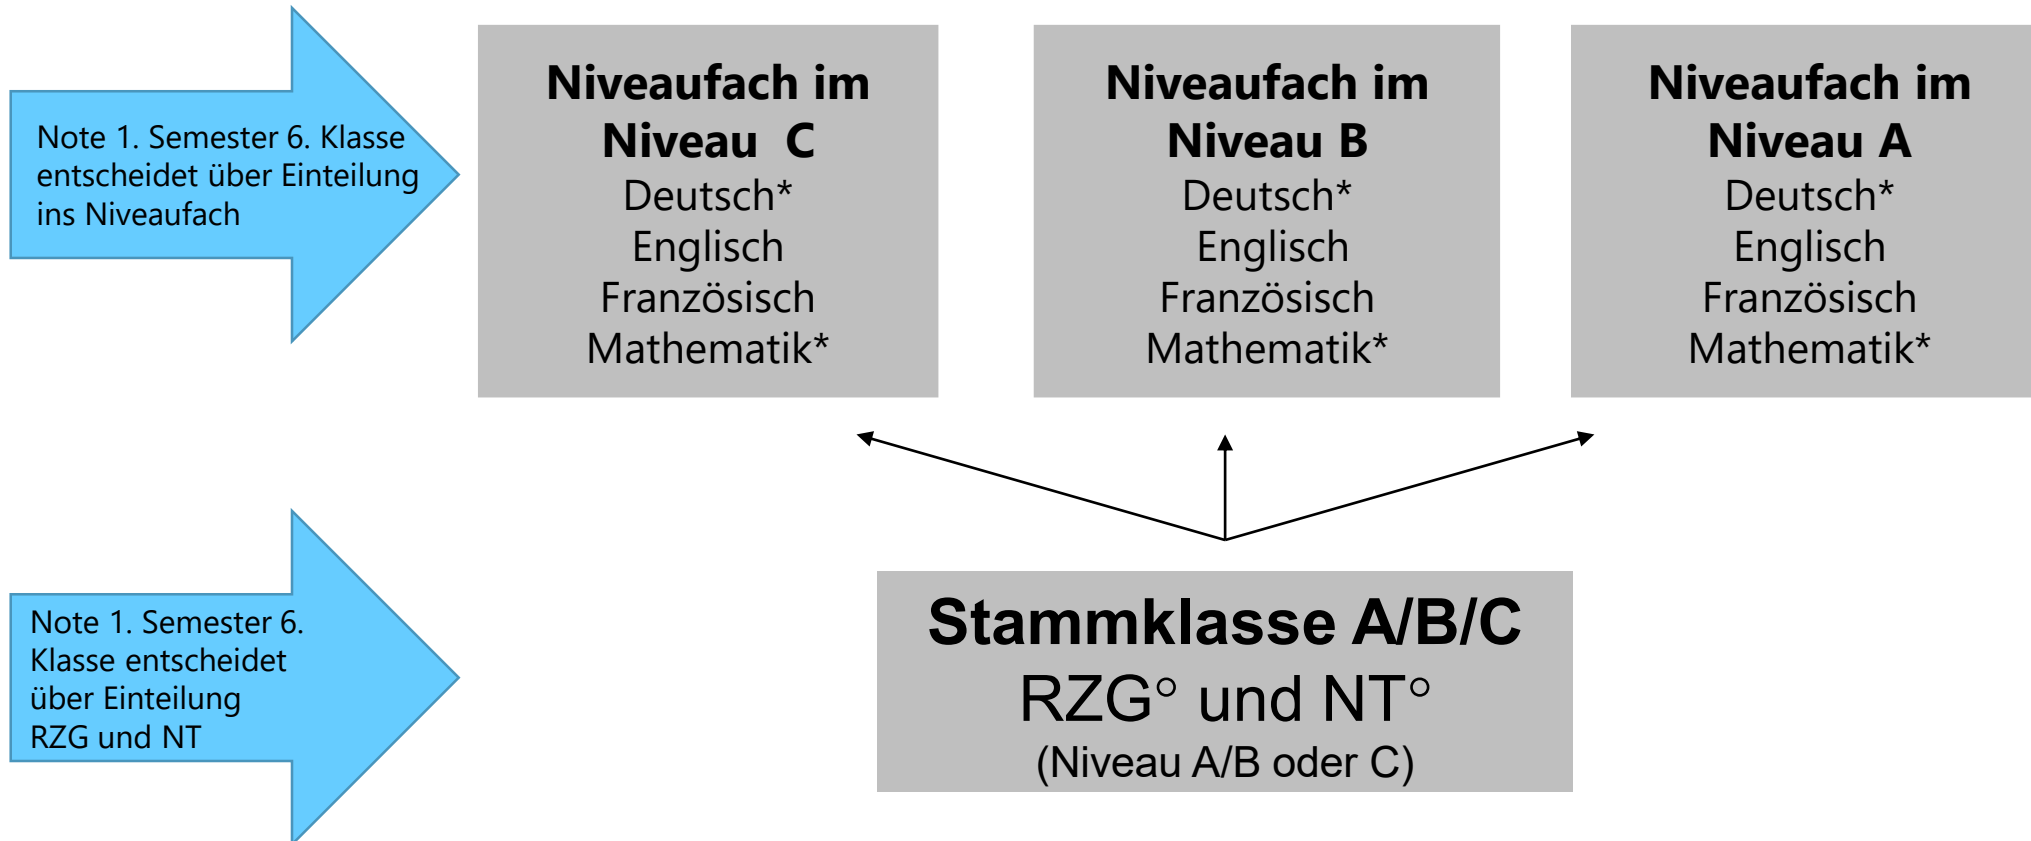 Note 1. Semester 6. Klasse
entscheidet über Einteilung
ins Niveaufach
Niveaufach im
Niveau  C
Deutsch*
Englisch
Französisch
Mathematik*
Niveaufach im
Niveau B
Deutsch*
Englisch
Französisch
Mathematik*
Niveaufach im
Niveau A
Deutsch*
Englisch
Französisch
Mathematik*
Note 1. Semester 6.
Klasse entscheidet
über Einteilung
RZG und NT
Stammklasse A/B/C
RZG° und NT°
(Niveau A/B oder C)